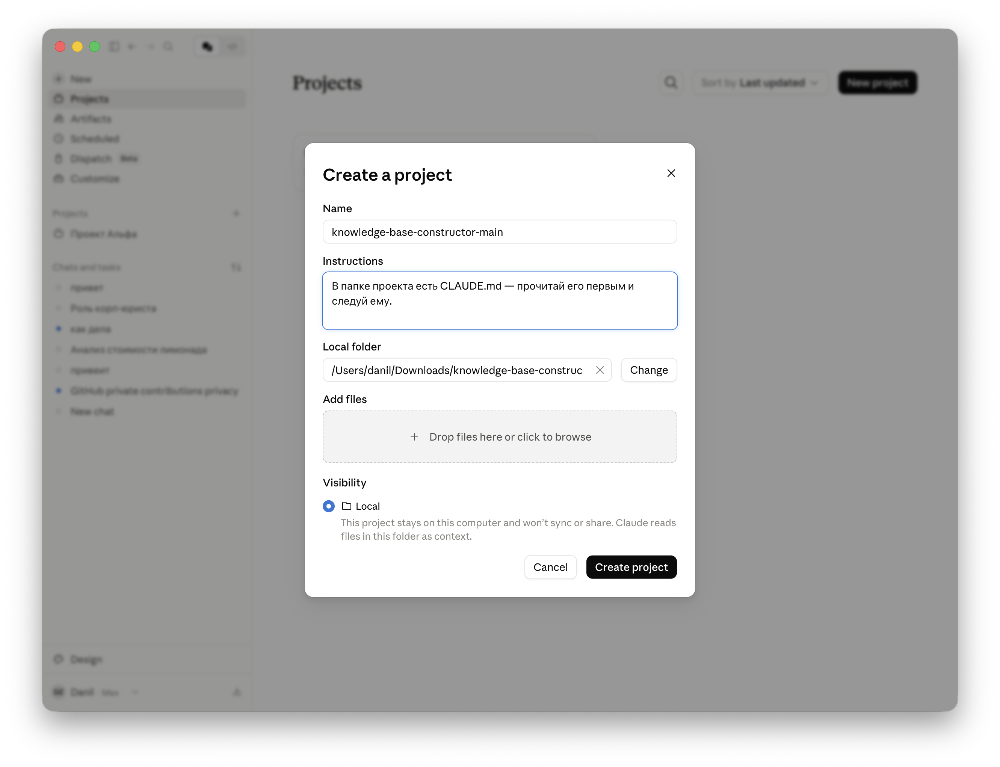 New
Projects
Artifacts
Scheduled
Dispatch Beta
Customize
Projects
Проект Альфа
Chats and tasks
привет
Роль корп-юриста
как дела
Анализ стоимости лимонада
привеит
GitHub private contributions privacy
New chat
Design
Danil · Max
Projects
Sort by Last updated
New project
Create a project
Name
knowledge-base-constructor-main
Instructions
В папке проекта есть CLAUDE.md — прочитай его первым и
следуй ему.
Local folder
/Users/danil/Downloads/knowledge-base-construc
Change
Add files
Drop files here or click to browse
Visibility
Local
This project stays on this computer and won’t sync or share. Claude reads
files in this folder as context.
Cancel
Create project